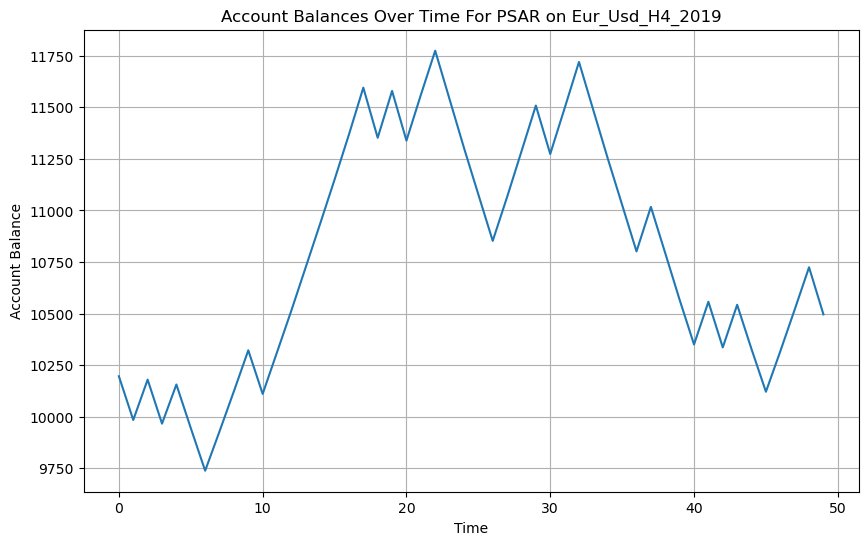 Account Balances Over Time For PSAR on Eur_Usd_H4_2019
11750
11500
11250
11000
10750
10500
10250
10000
9750
Account Balance
0 10 20 30 40 50
Time